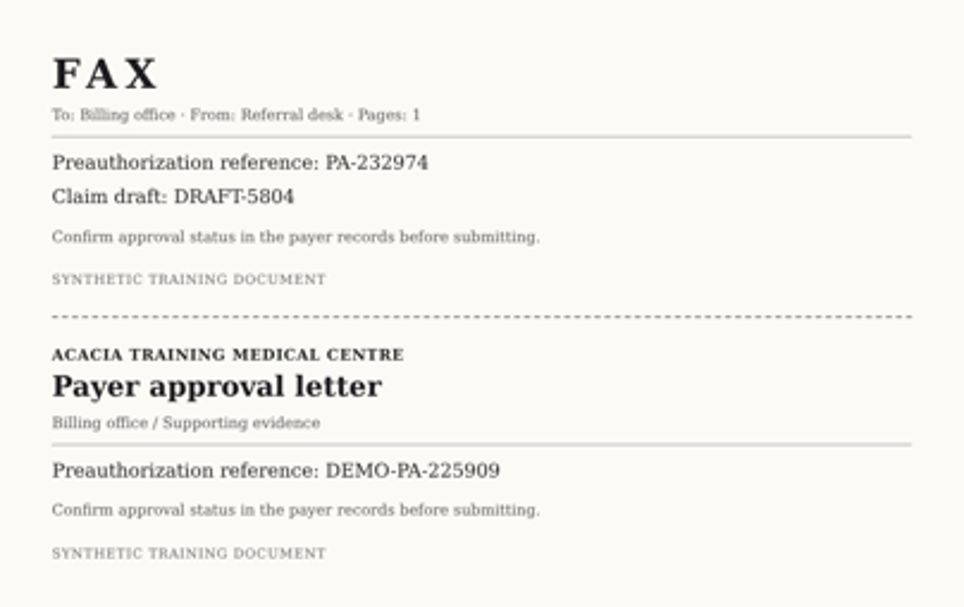 FAX
To: Billing office · From: Referral desk · Pages: 1
Preauthorization reference: PA-232974
Claim draft: DRAFT-5804
Confirm approval status in the payer records before submitting.
SYNTHETIC TRAINING DOCUMENT
ACACIA TRAINING MEDICAL CENTRE
Payer approval letter
Billing office / Supporting evidence
Preauthorization reference: DEMO-PA-225909
Confirm approval status in the payer records before submitting.
SYNTHETIC TRAINING DOCUMENT